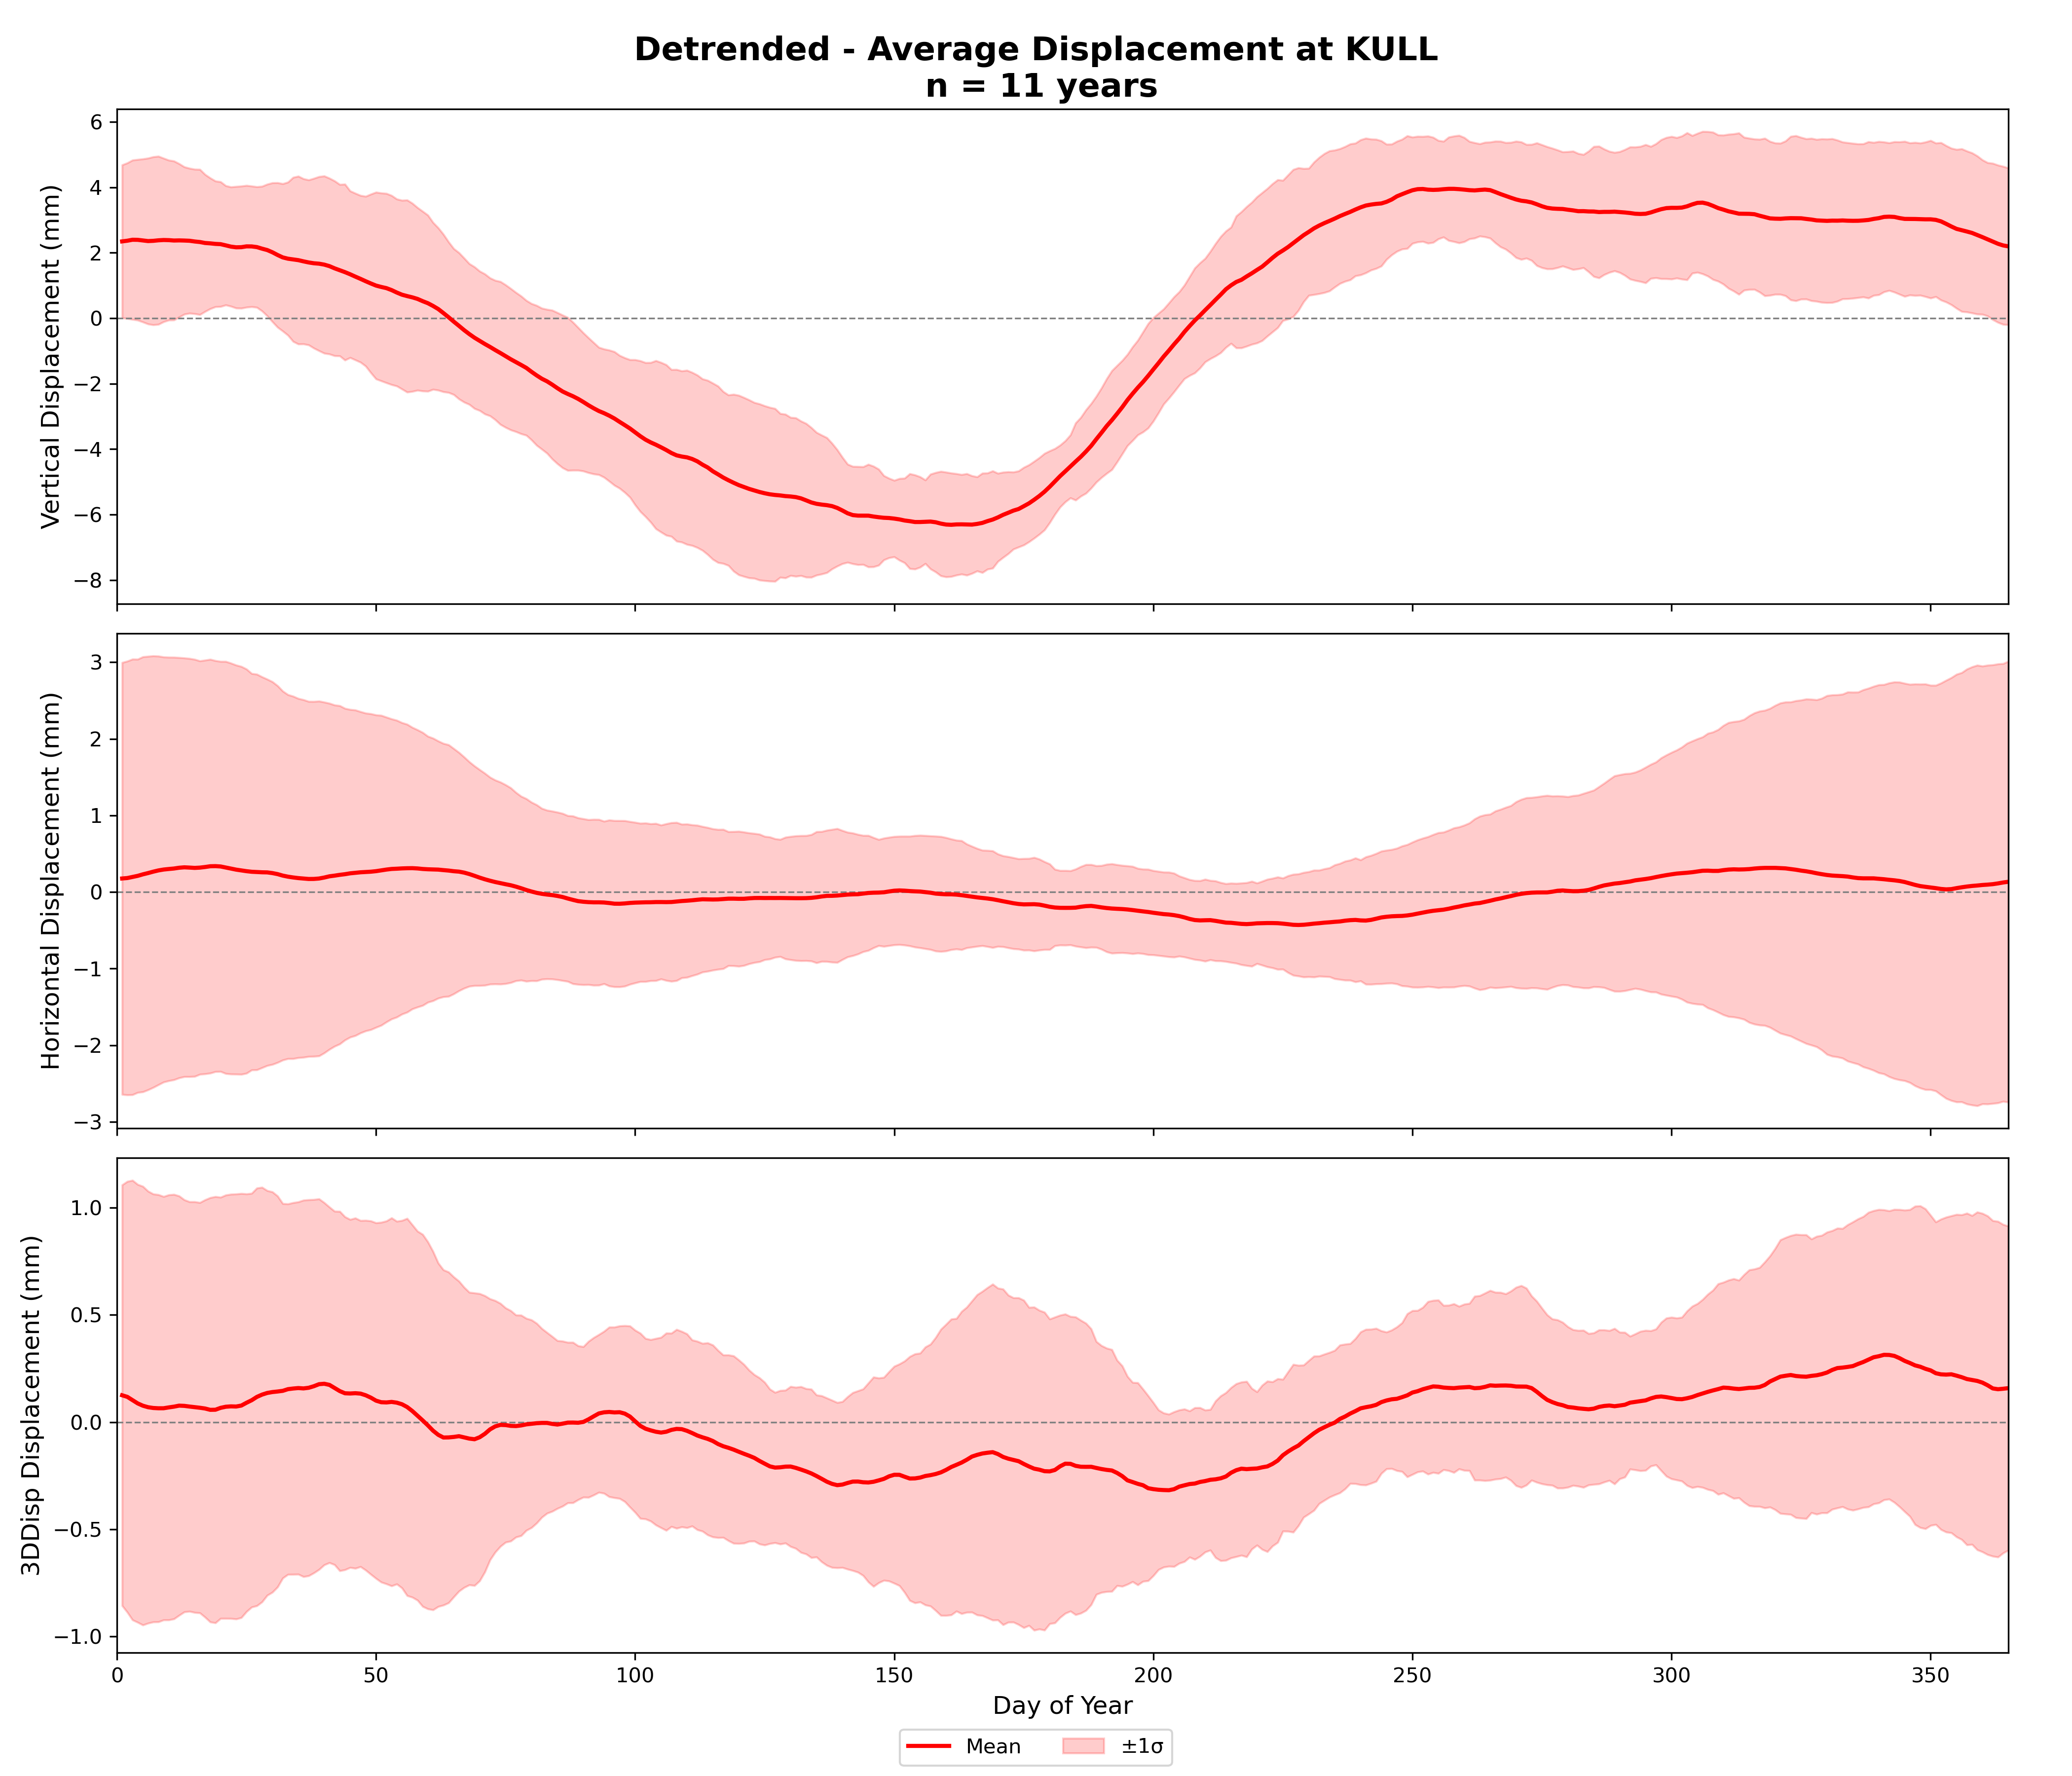 Detrended - Average Displacement at KULL
n = 11 years
Vertical Displacement (mm)
6
4
2
0
−2
−4
−6
−8
Horizontal Displacement (mm)
3
2
1
0
−1
−2
−3
3DDisp Displacement (mm)
1.0
0.5
0.0
−0.5
−1.0
0 50 100 150 200 250 300 350
Day of Year
Mean ±1σ